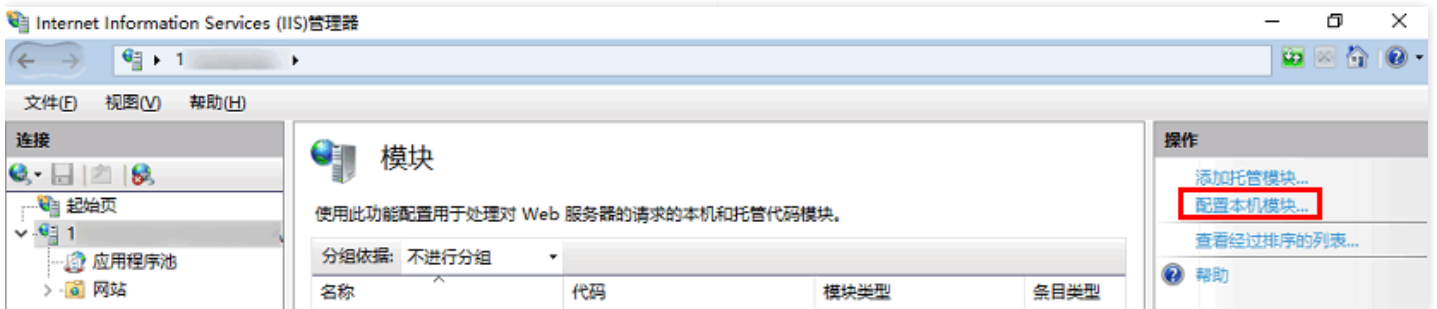 Internet Information Services (IIS)管理器
1
文件(F) 视图(V) 帮助(H)
连接
起始页
1
应用程序池
网站
模块
使用此功能配置用于处理对 Web 服务器的请求的本机和托管代码模块。
分组依据: 不进行分组
名称 代码 模块类型 条目类型
操作
添加托管模块...
配置本机模块...
查看经过排序的列表...
帮助